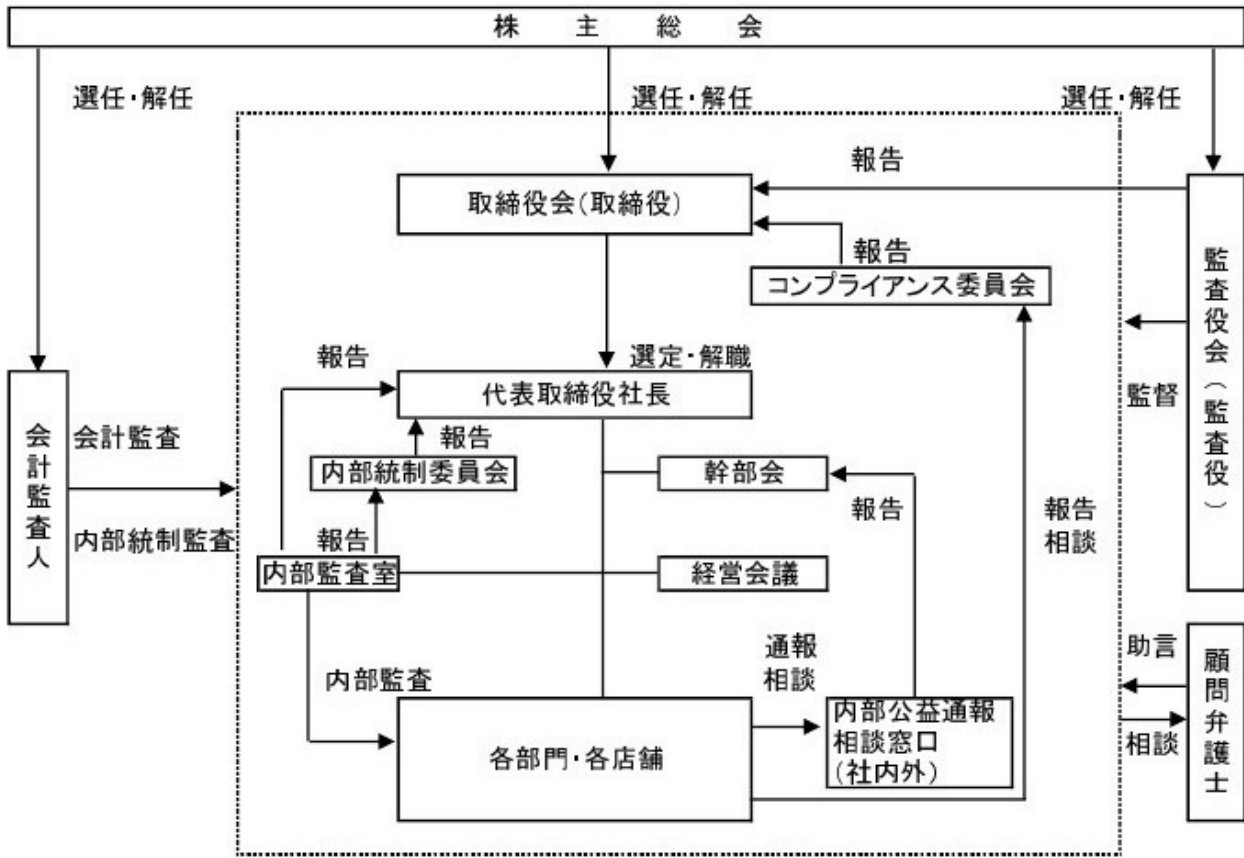 株主総会
選任・解任
選任・解任
選任・解任
報告
取締役会(取締役)
報告
コンプライアンス委員会
監査役会(監査役)
報告
選定・解職
代表取締役社長
監督
会計監査人
会計監査
報告
内部統制委員会
幹部会
内部統制監査
報告
報告
報告
相談
内部監査室
経営会議
通報
相談
助言
顧問弁護士
内部監査
各部門・各店舗
内部公益通報
相談窓口
(社内外)
相談